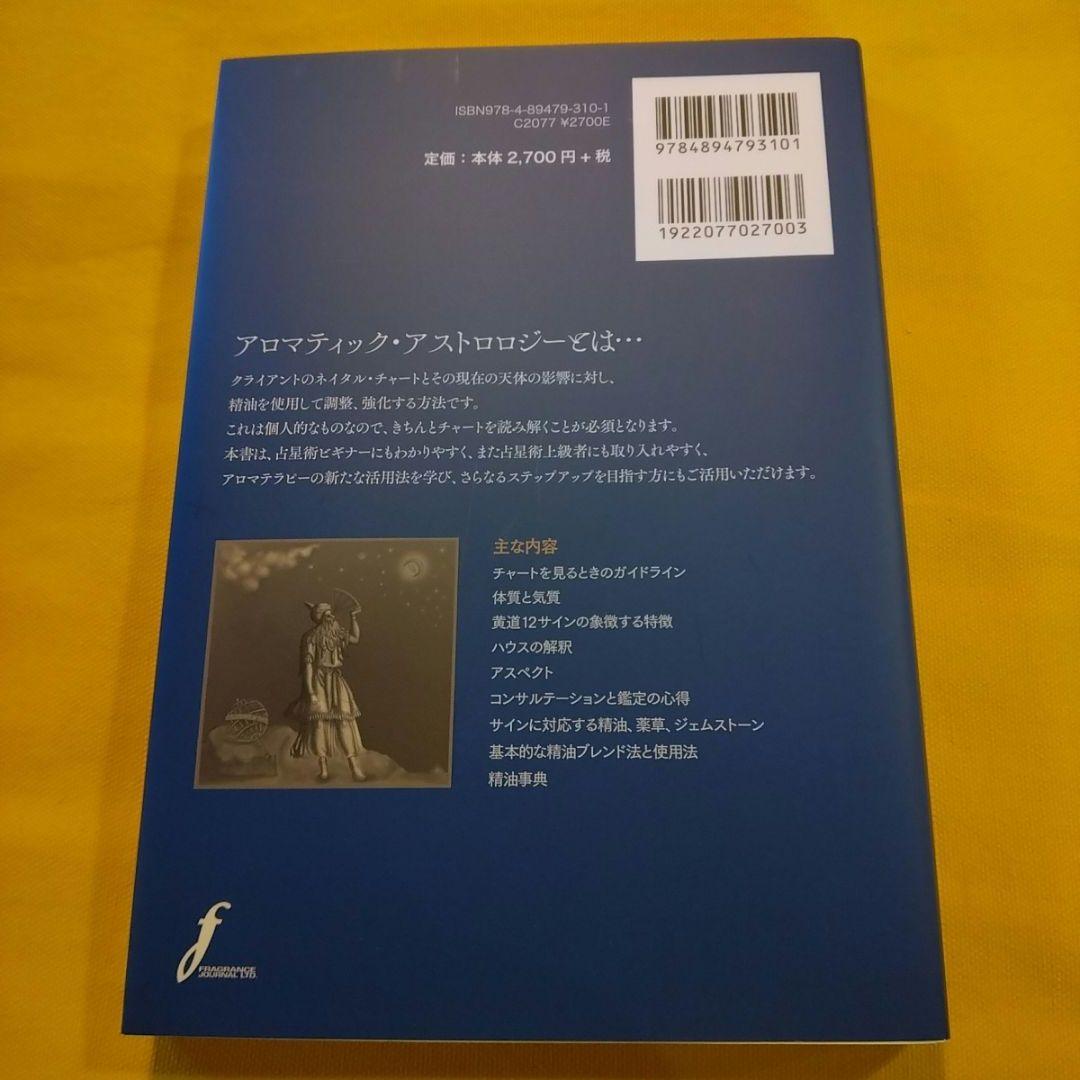 ISBN978-4-89479-310-1
C2077 ¥2700E
定価：本体 2,700 円 + 税
9784894793101
1922077027003
アロマティック・アストロロジーとは…
クライアントのネイタル・チャートとその現在の天体の影響に対し、
精油を使用して調整、強化する方法です。
これは個人的なものなので、きちんとチャートを読み解くことが必須となります。
本書は、占星術ビギナーにもわかりやすく、また占星術上級者にも取り入れやすく、
アロマテラピーの新たな活用法を学び、さらなるステップアップを目指す方にもご活用いただけます。
主な内容
チャートを見るときのガイドライン
体質と気質
黄道12サインの象徴する特徴
ハウスの解釈
アスペクト
コンサルテーションと鑑定の心得
サインに対応する精油、薬草、ジェムストーン
基本的な精油ブレンド法と使用法
精油事典
f
FRAGRANCE
JOURNAL LTD.